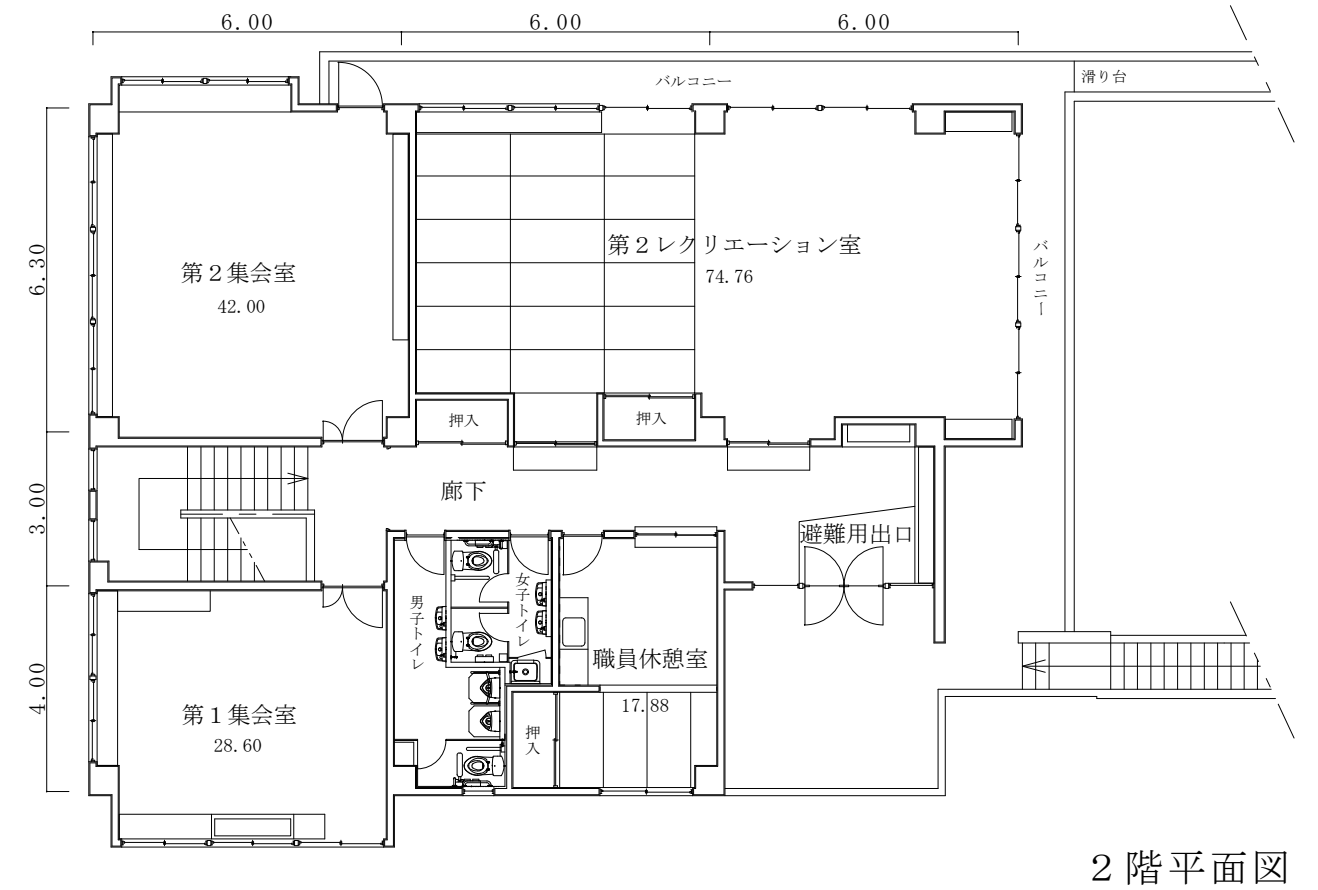 6.00
6.00
6.00
バルコニー
滑り台
6.30
第２集会室
42.00
第２レクリエーション室
74.76
バルコニー
押入
押入
3.00
廊下
避難用出口
男子トイレ
女子トイレ
職員休憩室
17.88
4.00
第１集会室
28.60
押入
２階平面図